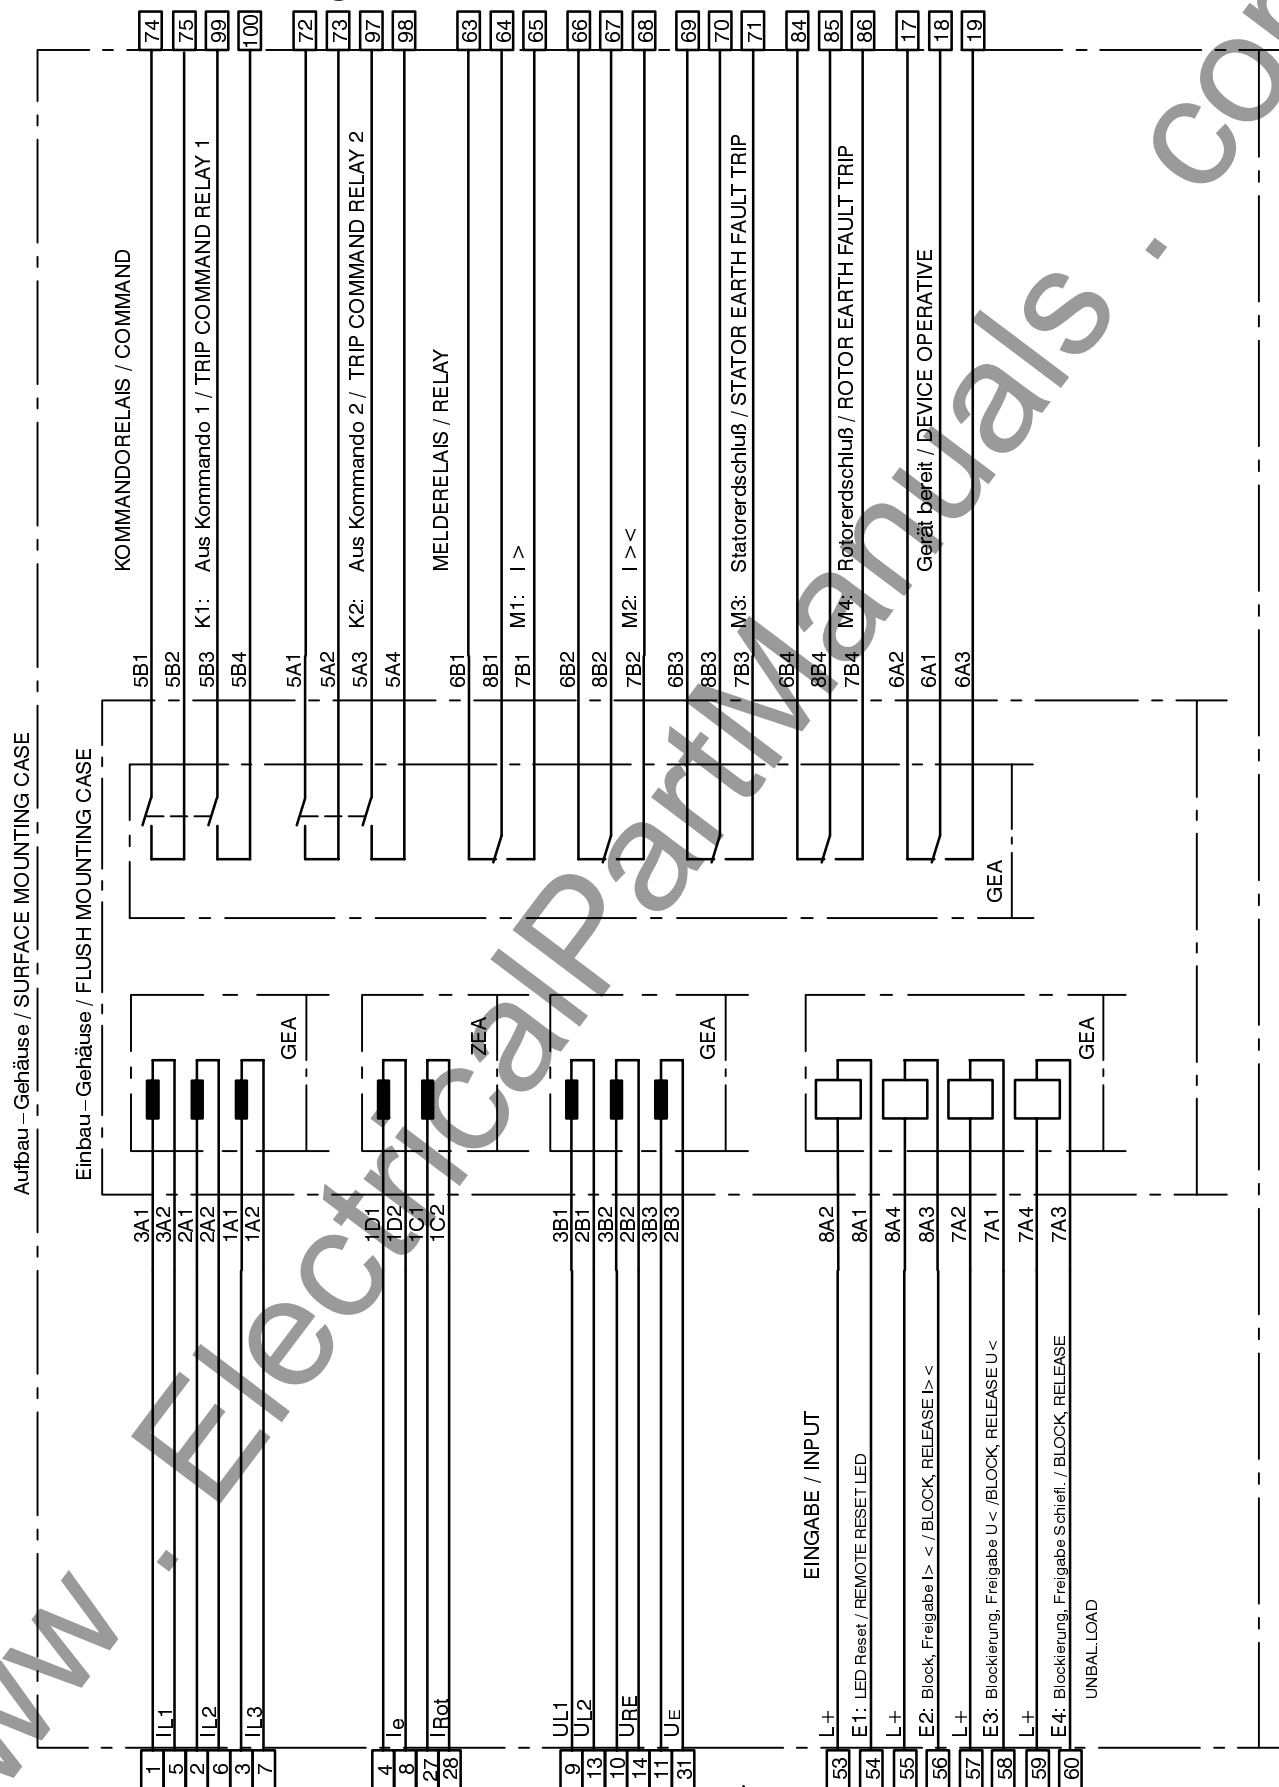 Aufbau–Gehäuse / SURFACE MOUNTING CASE
Einbau–Gehäuse / FLUSH MOUNTING CASE
1
IL1
3A1
5
3A2
2
IL2
2A1
6
2A2
3
IL3
1A1
7
1A2
GEA
4
Ie
1D1
8
1D2
27
IRot
1C1
28
1C2
ZEA
9
UL1
3B1
13
UL2
2B1
10
URE
3B2
14
2B2
11
UE
3B3
31
2B3
GEA
EINGABE / INPUT
53
L+
8A2
54
E1: LED Reset / REMOTE RESET LED
8A1
55
L+
8A4
56
E2: Block, Freigabe I> < / BLOCK, RELEASE I> <
8A3
57
L+
7A2
58
E3: Blockierung, Freigabe U< /BLOCK, RELEASE U<
7A1
59
L+
7A4
60
E4: Blockierung, Freigabe Schiefl. / BLOCK, RELEASE
UNBAL.LOAD
7A3
GEA
KOMMANDORELAIS / COMMAND
5B1
74
5B2
75
5B3
K1: Aus Kommando 1 / TRIP COMMAND RELAY 1
99
5B4
100
5A1
72
5A2
73
5A3
K2: Aus Kommando 2 / TRIP COMMAND RELAY 2
97
5A4
98
MELDERELAIS / RELAY
6B1
63
8B1
64
7B1
M1: I >
65
6B2
66
8B2
67
7B2
M2: I > <
68
6B3
69
8B3
70
7B3
M3: Statorerdschluß / STATOR EARTH FAULT TRIP
71
6B4
84
8B4
85
7B4
M4: Rotorerdschluß / ROTOR EARTH FAULT TRIP
86
6A2
17
6A1
Gerät bereit / DEVICE OPERATIVE
18
6A3
19
GEA
w . ElectricalPartManuals . com